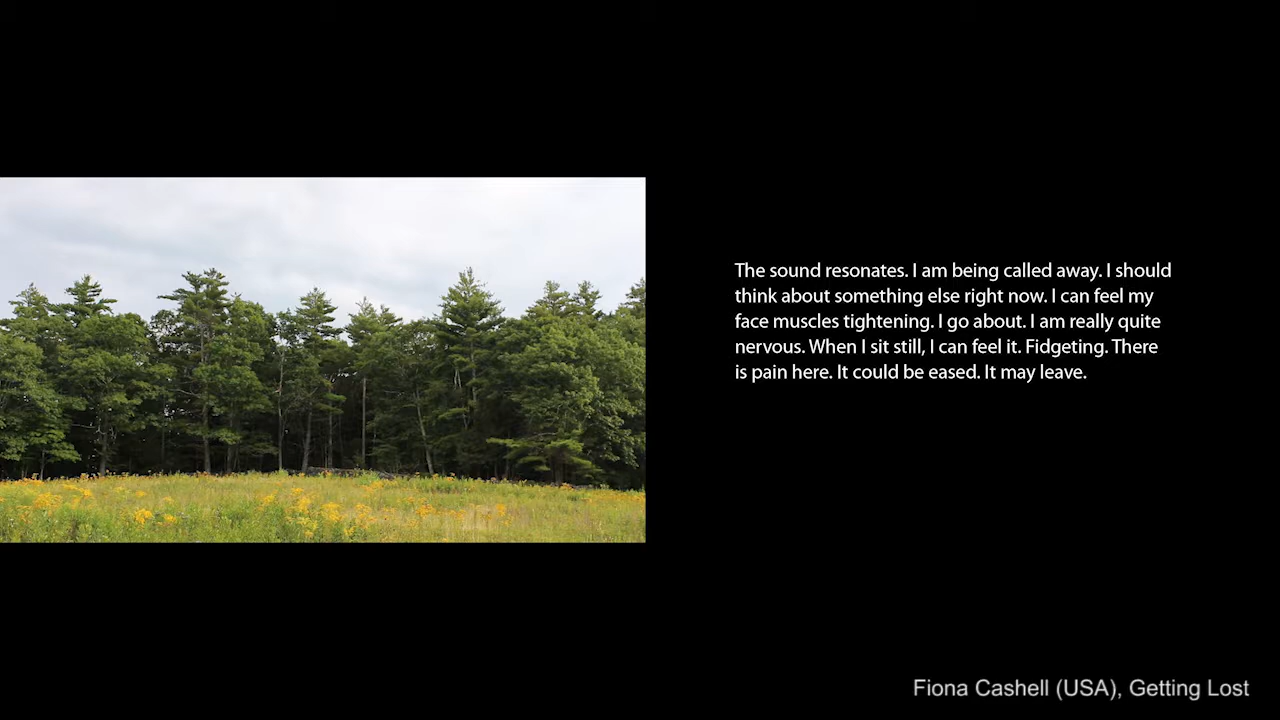 The sound resonates. I am being called away. I should
think about something else right now. I can feel my
face muscles tightening. I go about. I am really quite
nervous. When I sit still, I can feel it. Fidgeting. There
is pain here. It could be eased. It may leave.
Fiona Cashell (USA), Getting Lost